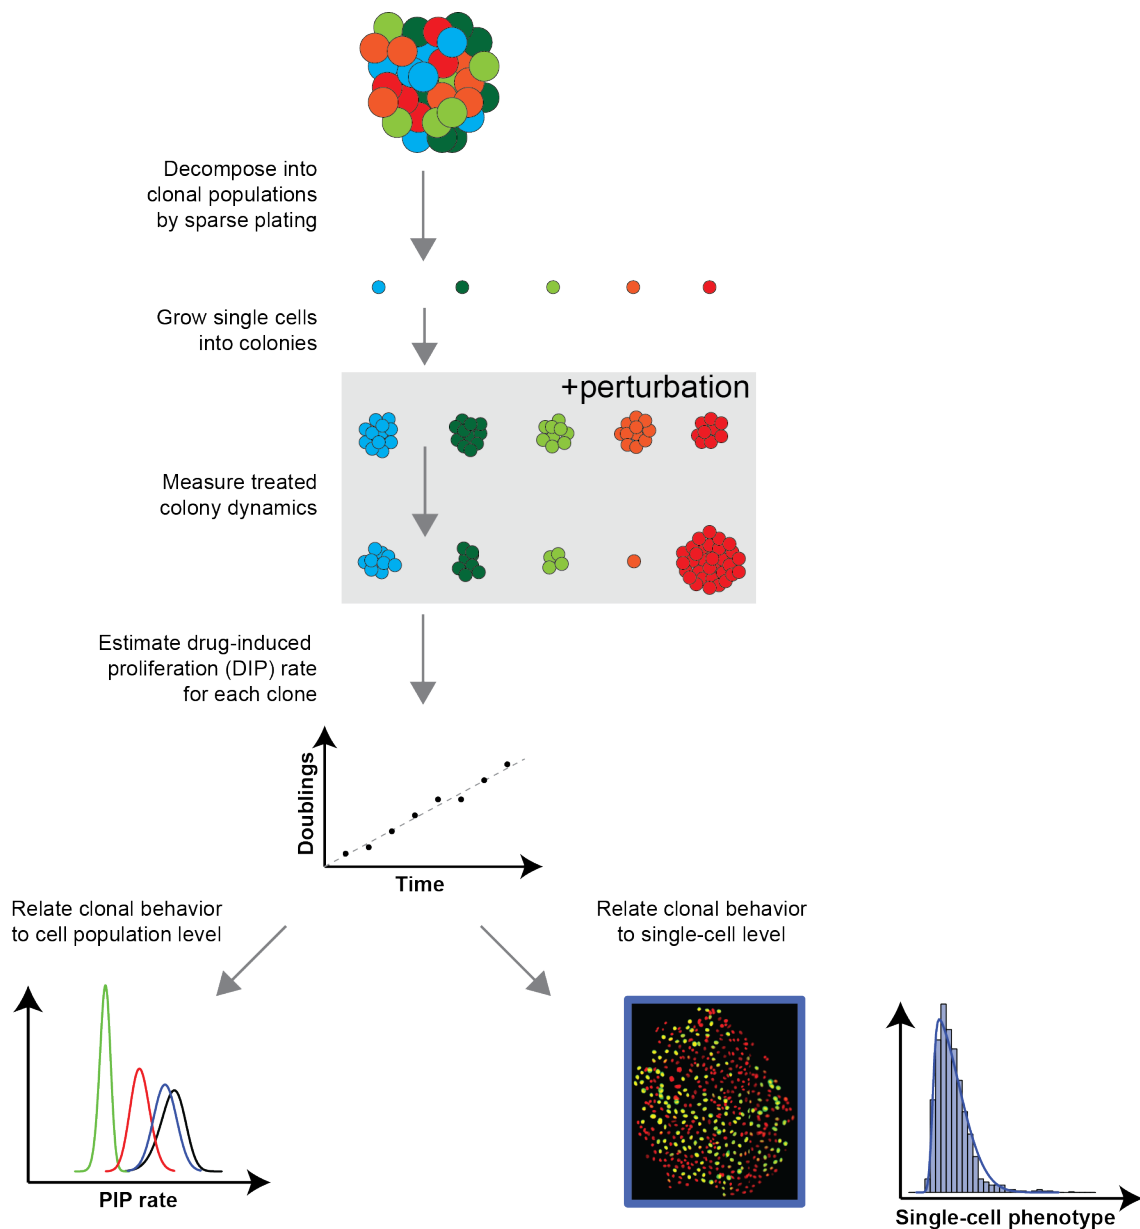 Decompose into
clonal populations
by sparse plating
Grow single cells
into colonies
+perturbation
Measure treated
colony dynamics
Estimate drug-induced
proliferation (DIP) rate
for each clone
Doublings
Time
Relate clonal behavior
to cell population level
Relate clonal behavior
to single-cell level
PIP rate
Single-cell phenotype